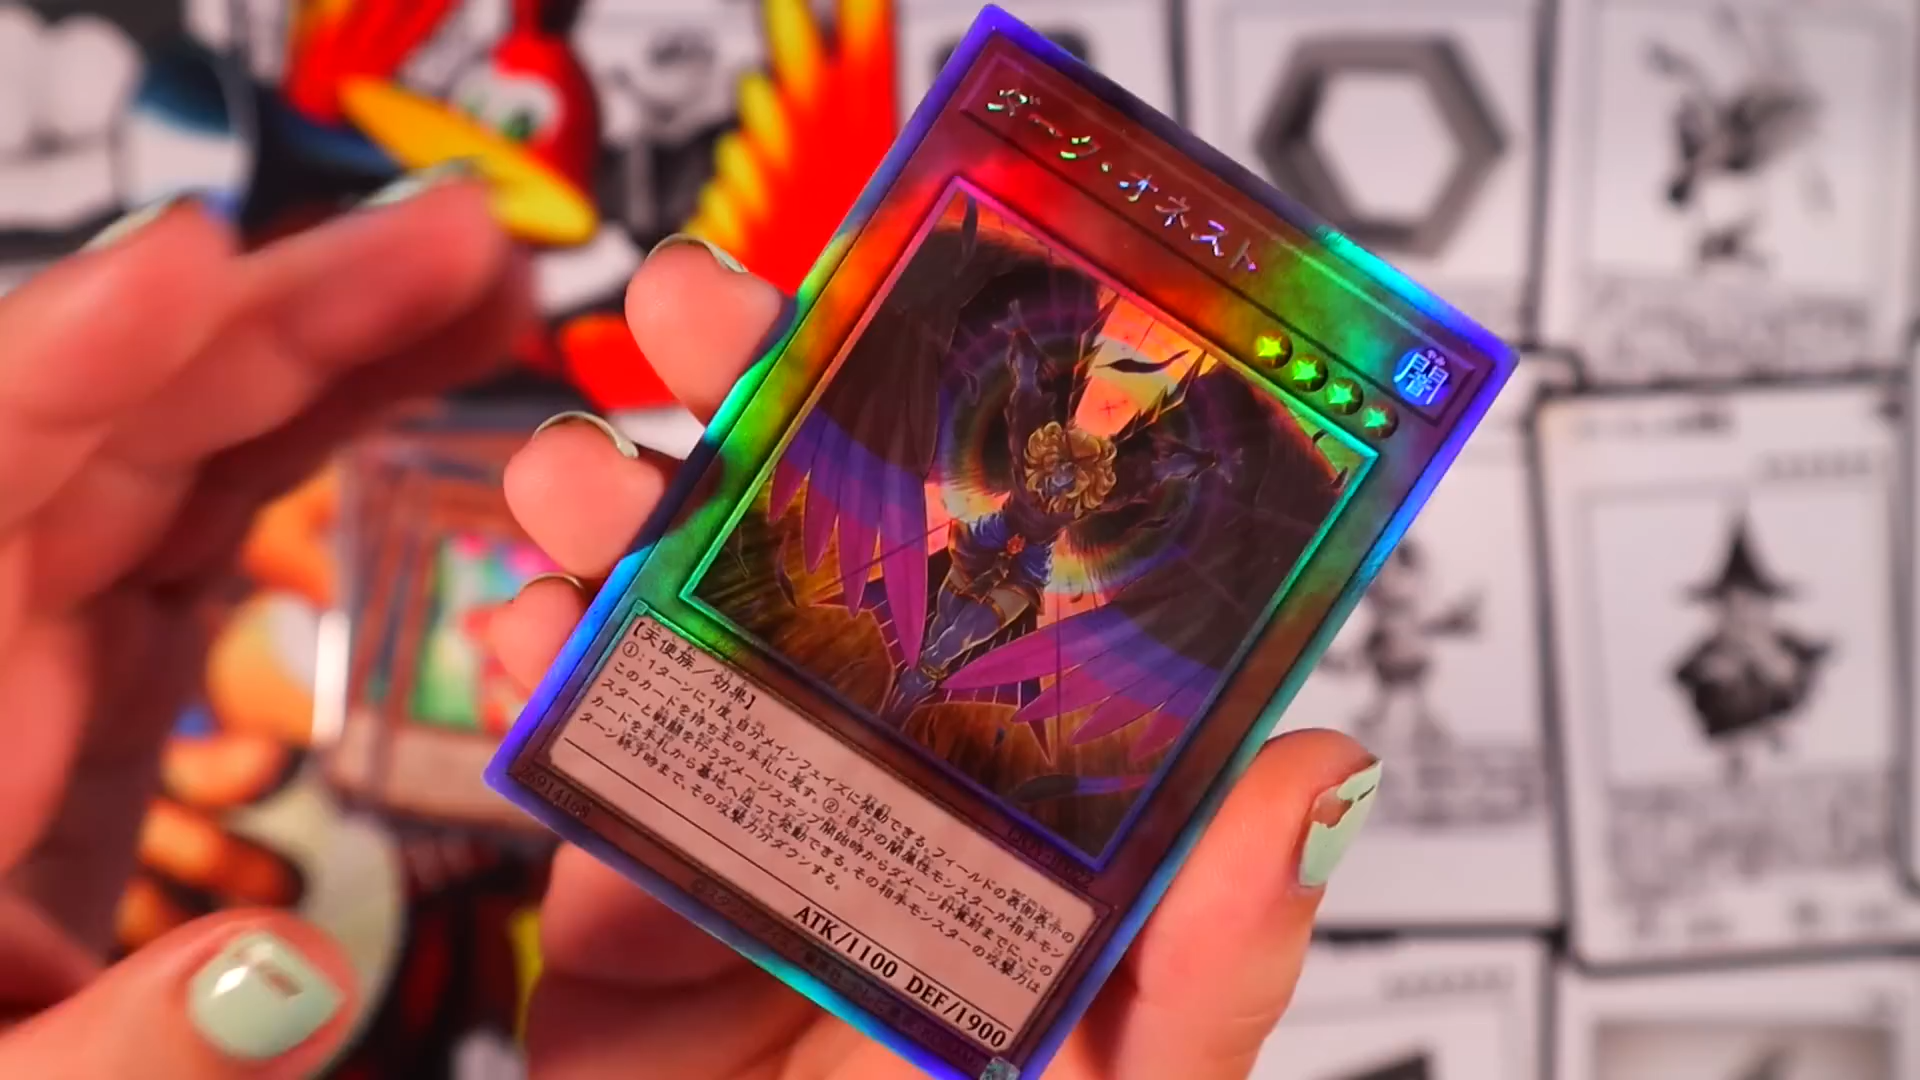 ダーク・オネスト
闇
【天使族／効果】
①：1ターンに1度、自分メインフェイズに発動できる。フィールドの表側表示の
このカードを持ち主の手札に戻す。②：自分の闇属性モンスターが相手モン
スターと戦闘を行うダメージステップ開始時からダメージ計算前までに、この
カードを手札から墓地へ送って発動できる。その相手モンスターの攻撃力は
ターン終了時まで、その攻撃力分ダウンする。
ATK/1100 DEF/1900